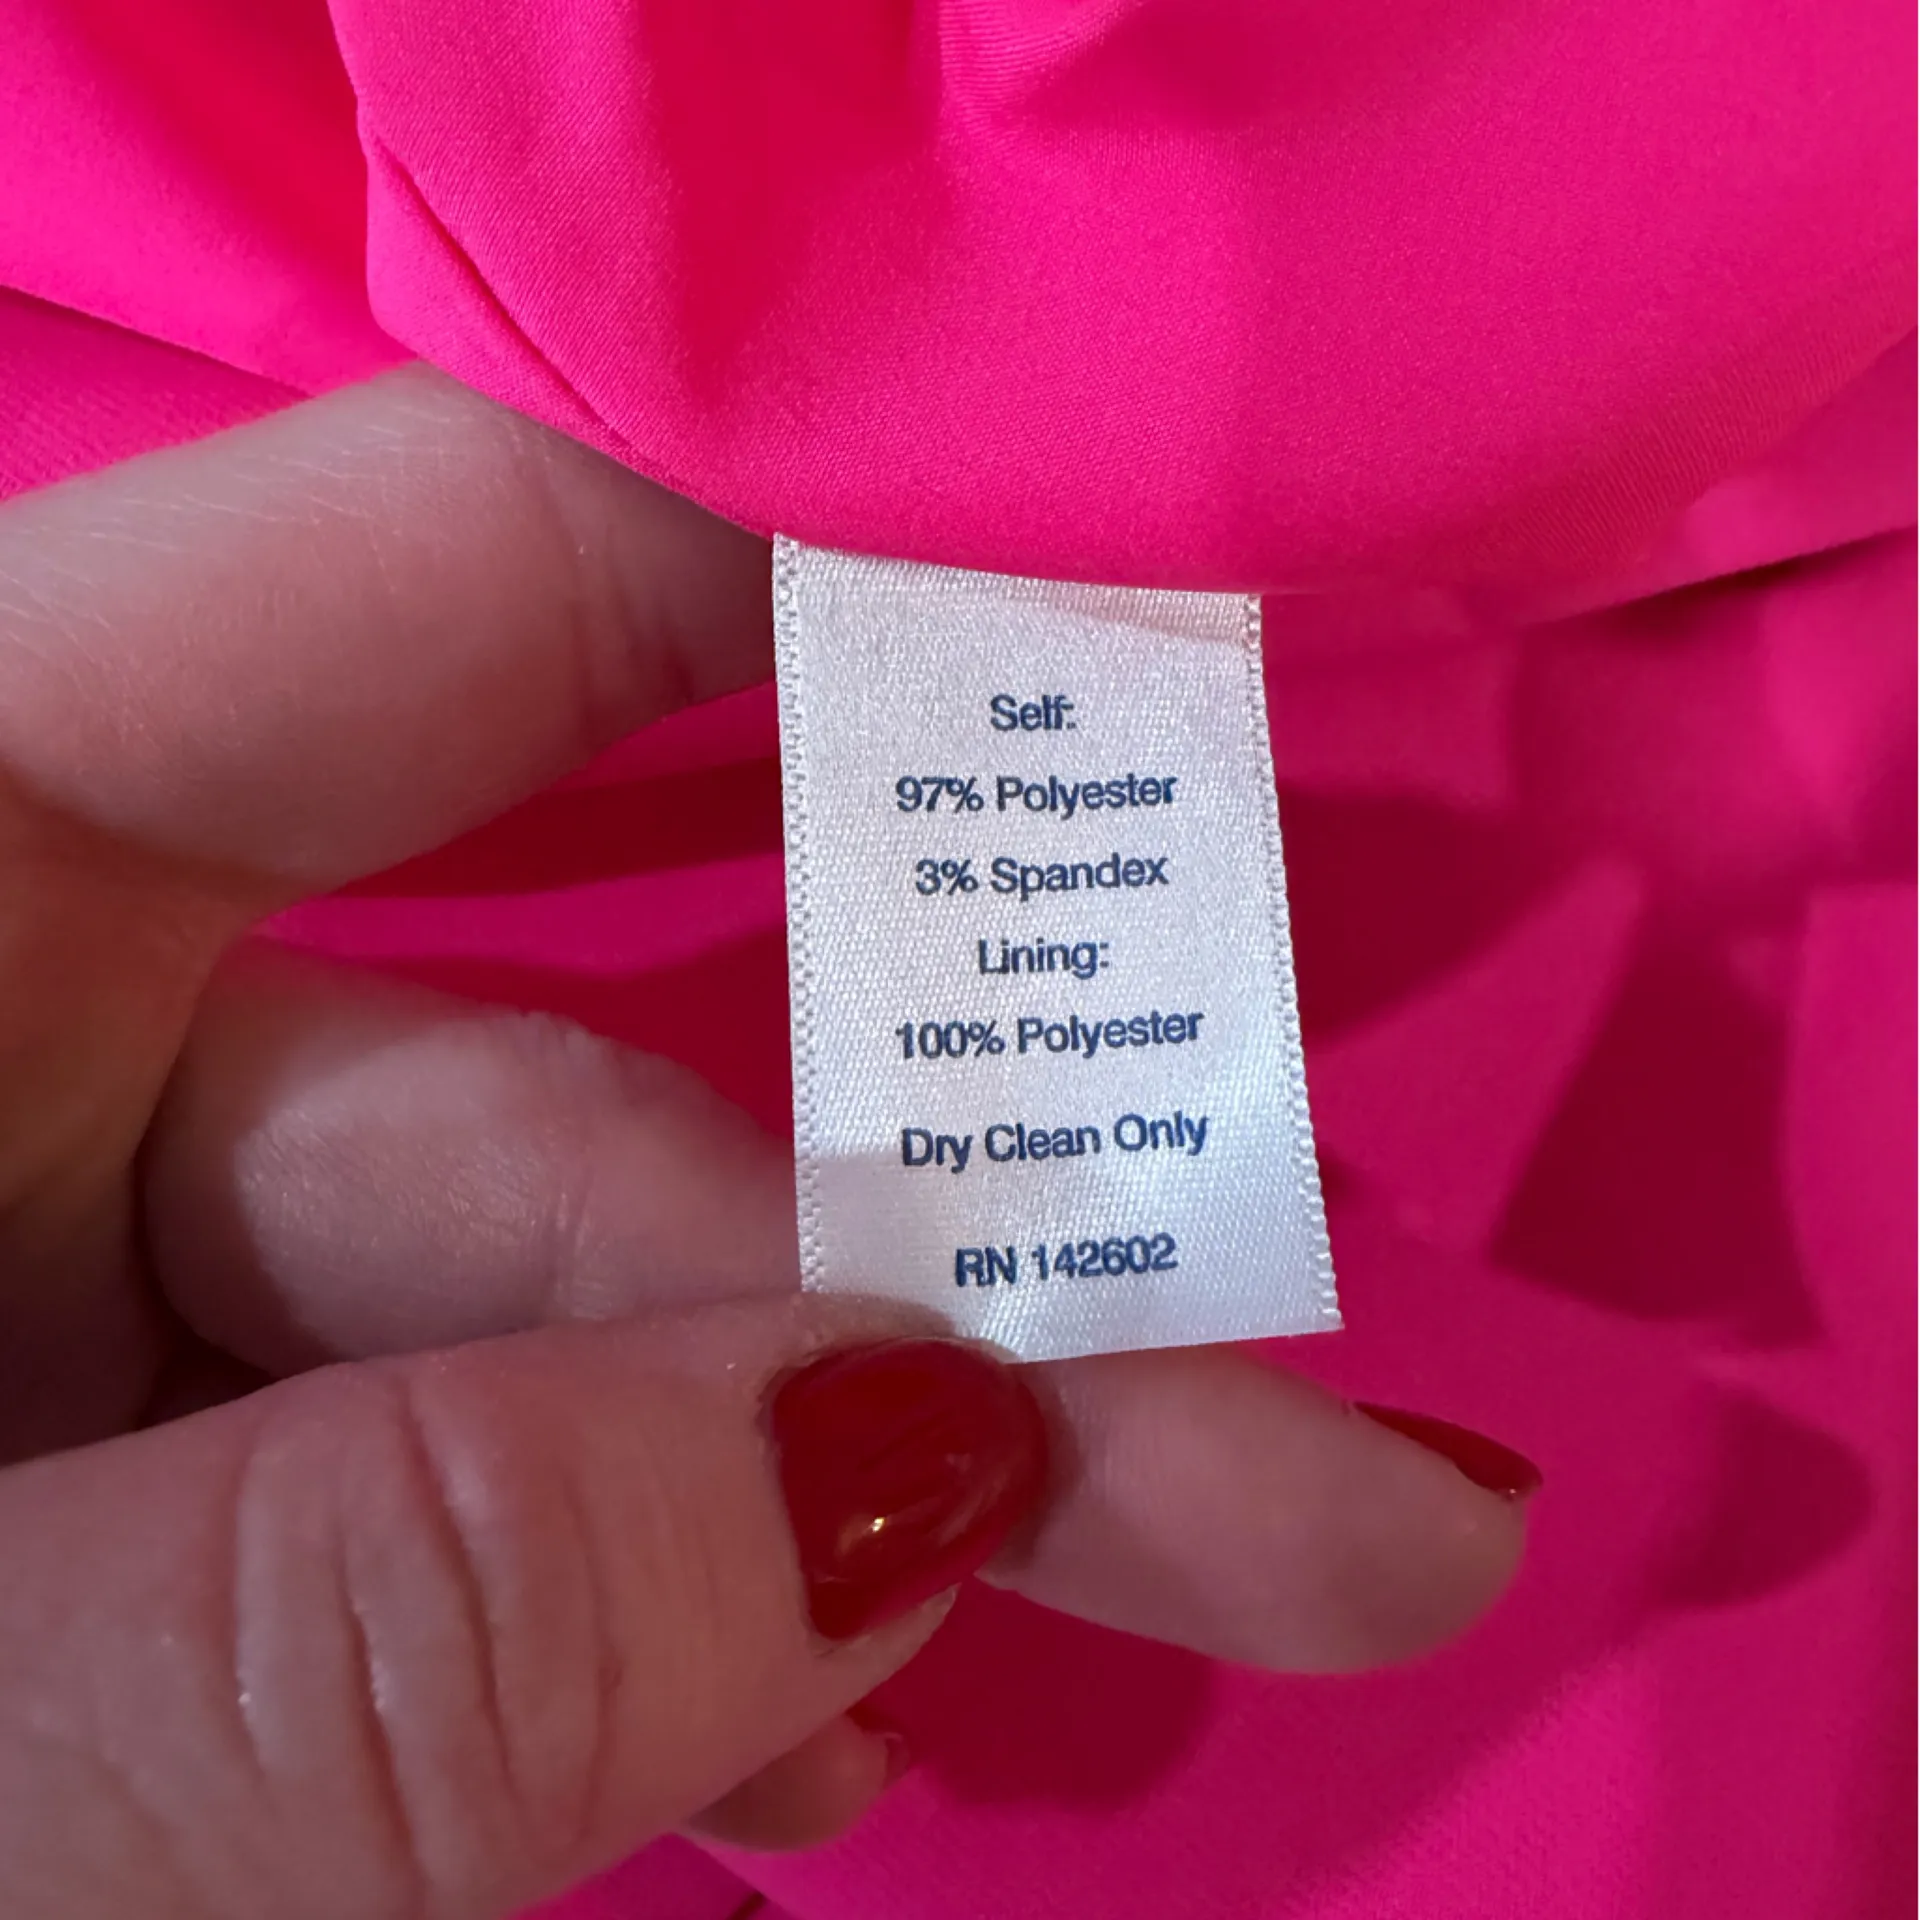 Self:
97% Polyester
3% Spandex
Lining:
100% Polyester
Dry Clean Only
RN 142602